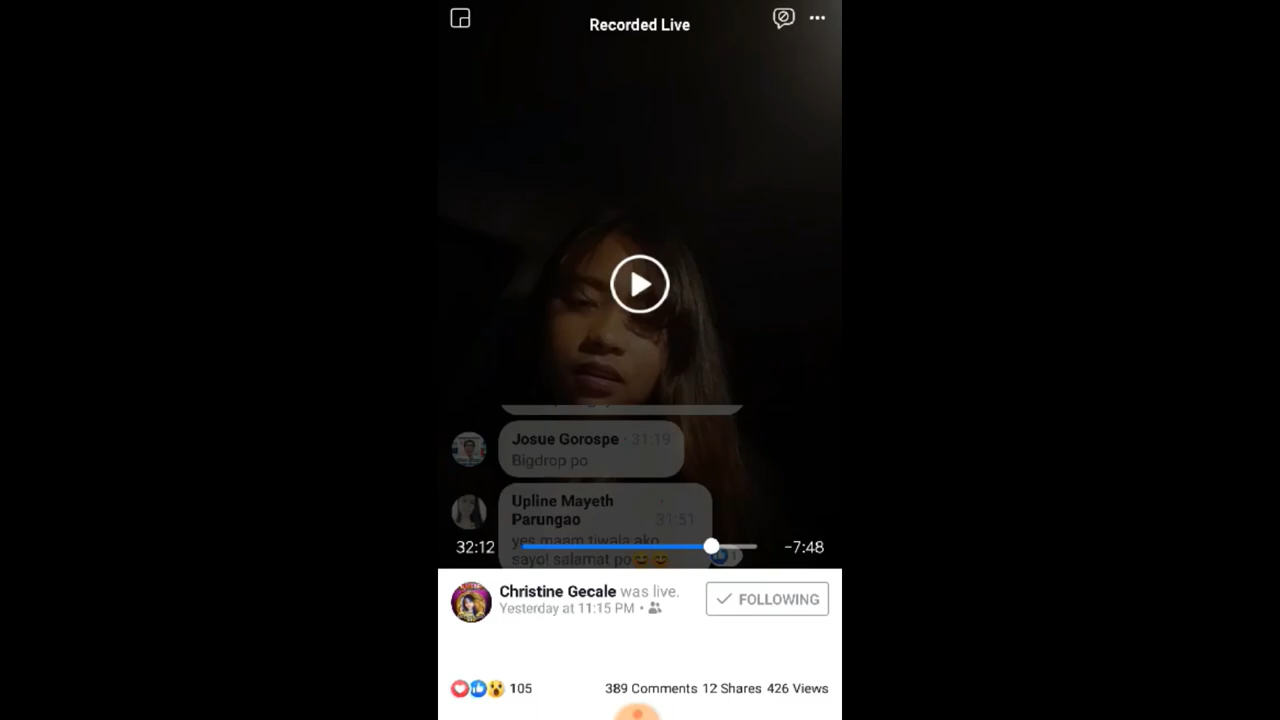 Recorded Live
Josue Gorospe · 31:19
Bigdrop po
Upline Mayeth ·
Parungao 31:51
yes maam tiwala ako
sayo! salamat po😄😄
1
32:12
-7:48
Christine Gecale was live.
Yesterday at 11:15 PM ·
FOLLOWING
105
389 Comments 12 Shares 426 Views